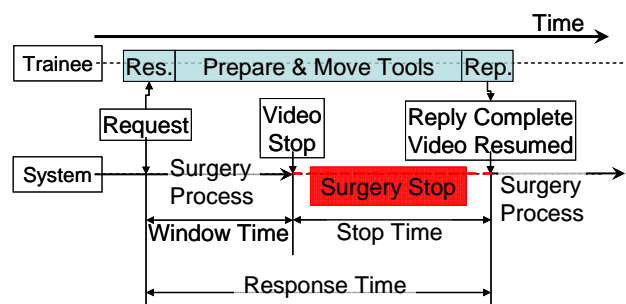 Time
Trainee
Res.
Prepare & Move Tools
Rep.
Request
Video
Stop
Reply Complete
Video Resumed
System
Surgery
Process
Surgery Stop
Surgery
Process
Window Time
Stop Time
Response Time